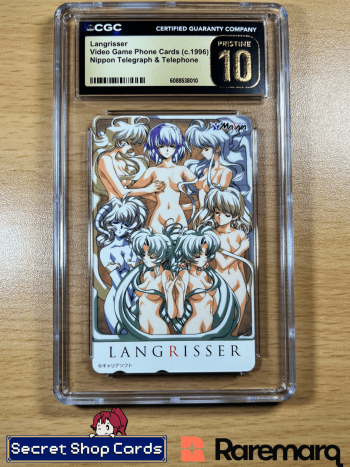 CGC
CERTIFIED GUARANTY COMPANY
Langrisser
Video Game Phone Cards (c.1996)
Nippon Telegraph & Telephone
PRISTINE
10
6088538010
LANGRISSER
©キャリアソフト
Secret Shop Cards
Raremarq